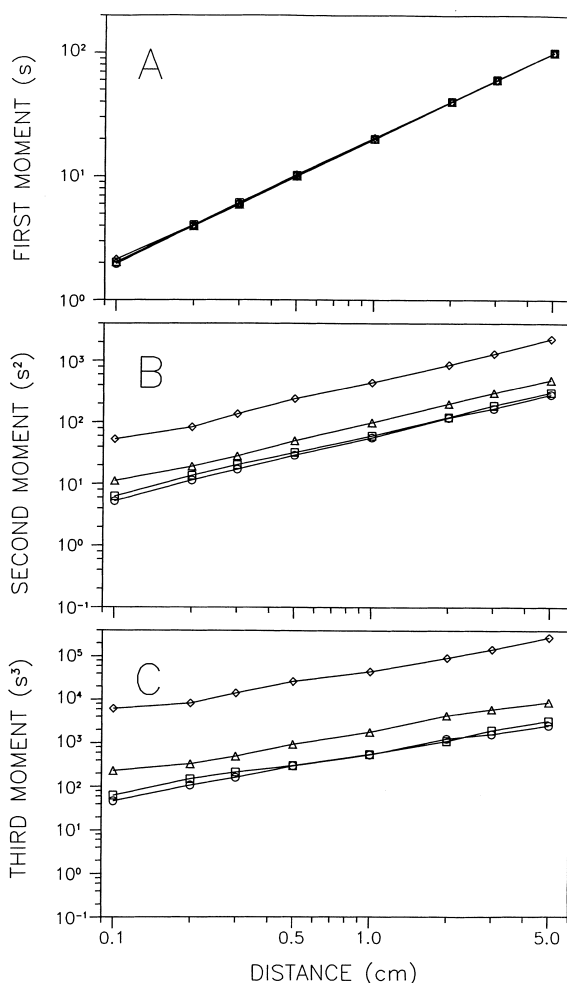 A
FIRST MOMENT (s)
10²
10¹
10⁰
B
SECOND MOMENT (s²)
10³
10²
10¹
10⁰
10⁻¹
C
THIRD MOMENT (s³)
10⁵
10⁴
10³
10²
10¹
10⁰
10⁻¹
0.1 0.5 1.0 5.0
DISTANCE (cm)